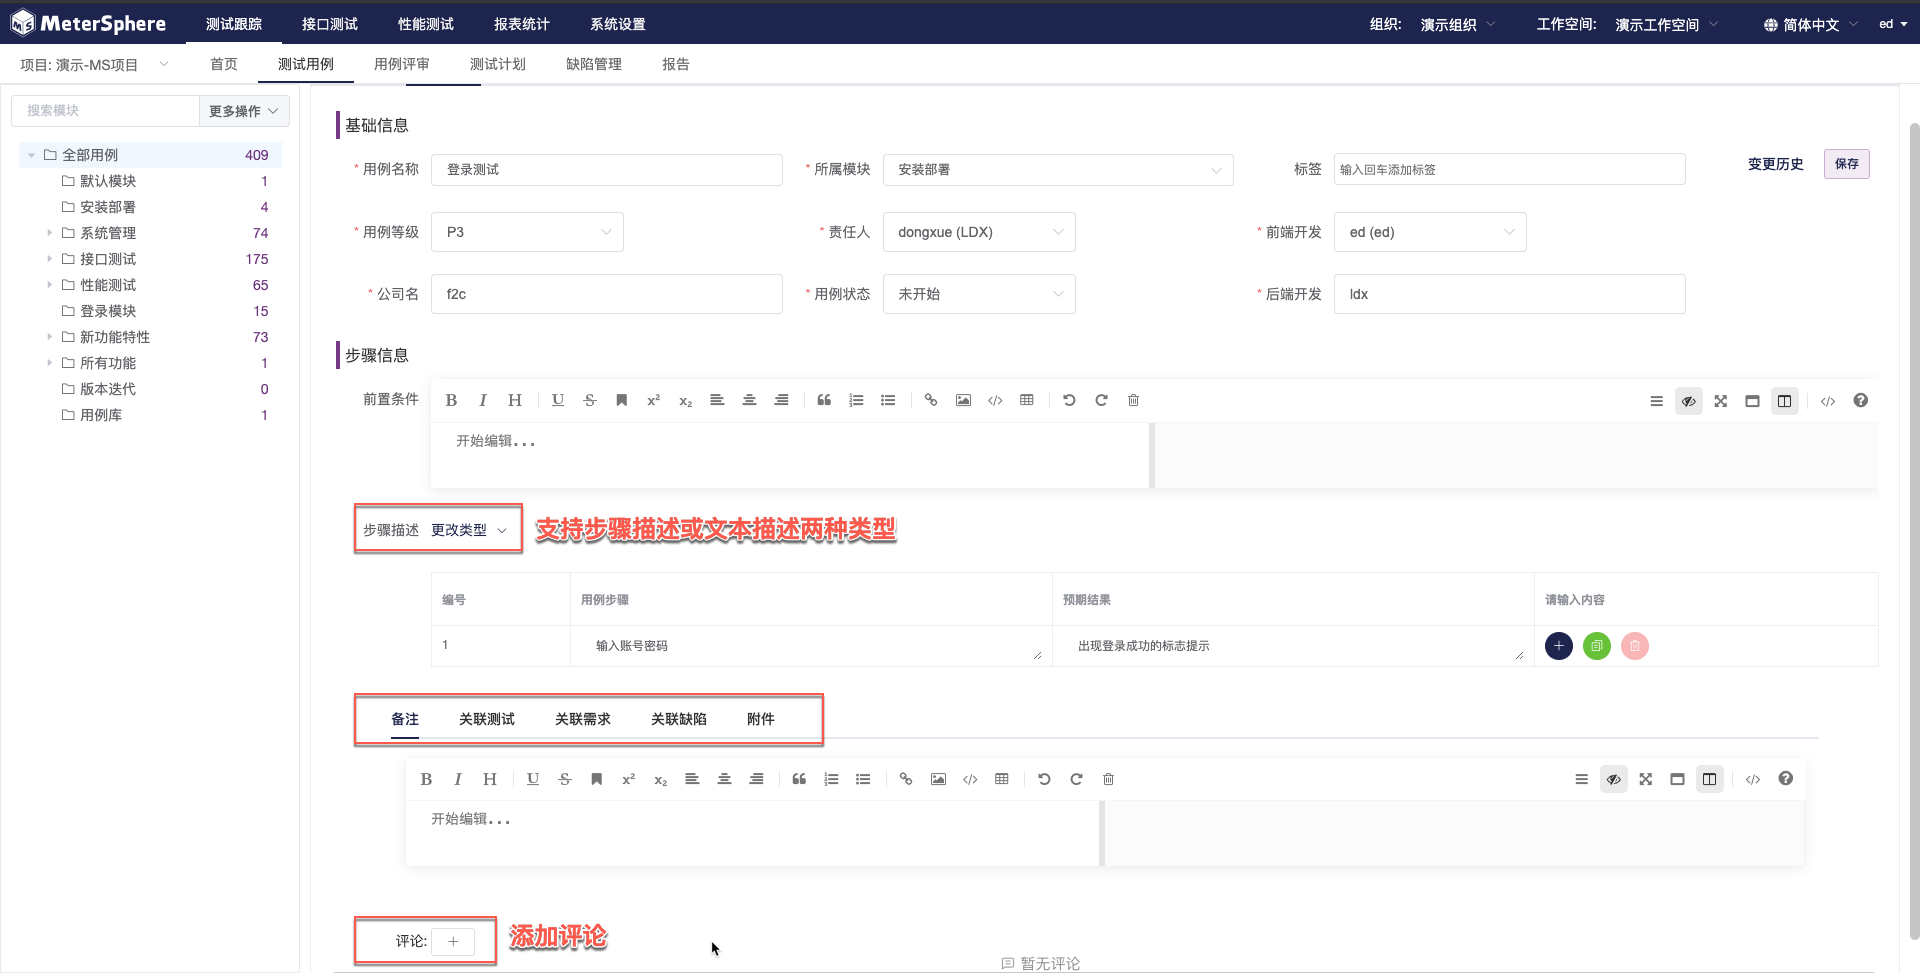 MeterSphere 测试跟踪 接口测试 性能测试 报表统计 系统设置 组织: 演示组织 工作空间: 演示工作空间 简体中文 ed
项目: 演示-MS项目 首页 测试用例 用例评审 测试计划 缺陷管理 报告
搜索模块 更多操作
全部用例 409
默认模块 1
安装部署 4
系统管理 74
接口测试 175
性能测试 65
登录模块 15
新功能特性 73
所有功能 1
版本迭代 0
用例库 1
基础信息
* 用例名称 登录测试 * 所属模块 安装部署 标签 输入回车添加标签 变更历史 保存
* 用例等级 P3 * 责任人 dongxue (LDX) * 前端开发 ed (ed)
* 公司名 f2c * 用例状态 未开始 * 后端开发 ldx
步骤信息
前置条件
开始编辑...
步骤描述 更改类型 支持步骤描述或文本描述两种类型
编号 用例步骤 预期结果 请输入内容
1 输入账号密码 出现登录成功的标志提示
备注 关联测试 关联需求 关联缺陷 附件
开始编辑...
评论: + 添加评论
暂无评论